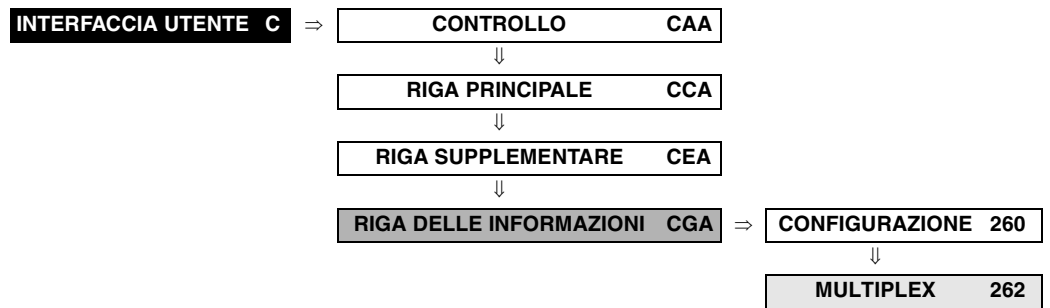 INTERFACCIA UTENTE C ⇒ CONTROLLO CAA
⇓
RIGA PRINCIPALE CCA
⇓
RIGA SUPPLEMENTARE CEA
⇓
RIGA DELLE INFORMAZIONI CGA ⇒ CONFIGURAZIONE 260
⇓
MULTIPLEX 262